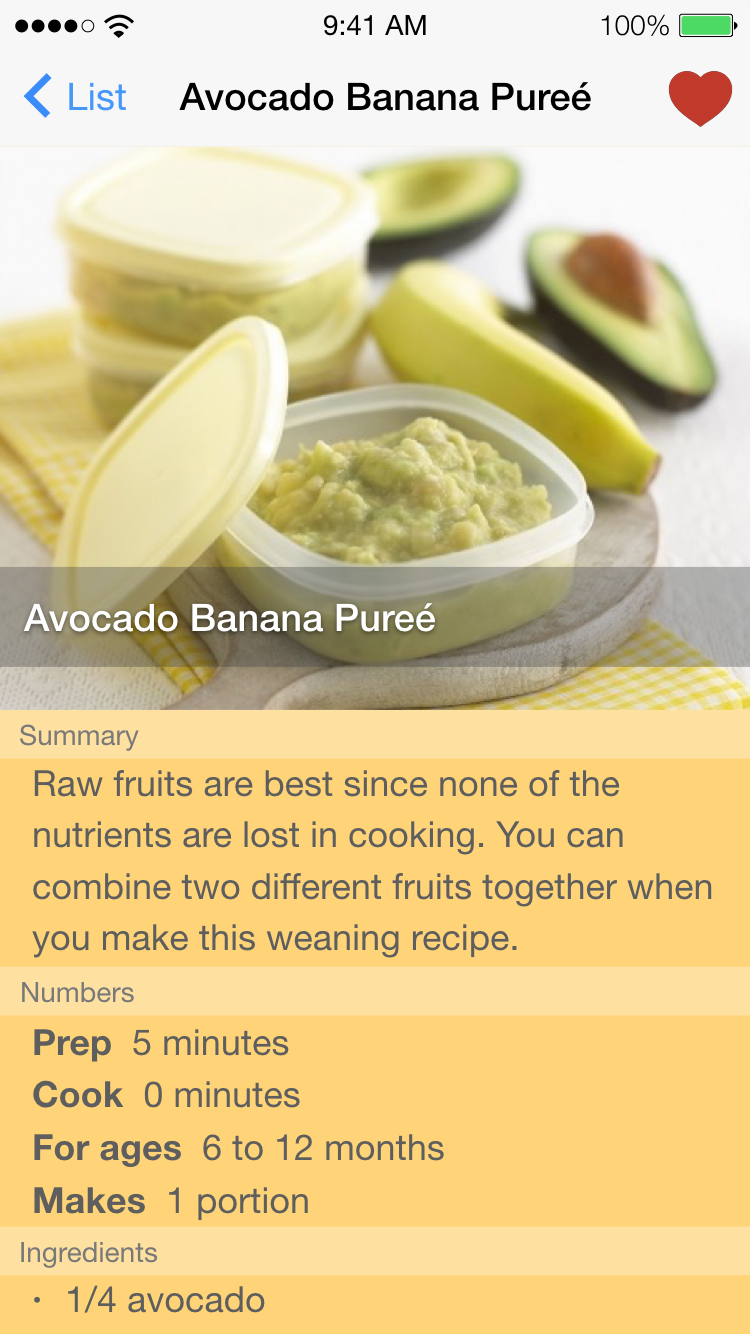 9:41 AM
100%
List
Avocado Banana Pureé
Avocado Banana Pureé
Summary
Raw fruits are best since none of the
nutrients are lost in cooking. You can
combine two different fruits together when
you make this weaning recipe.
Numbers
Prep 5 minutes
Cook 0 minutes
For ages 6 to 12 months
Makes 1 portion
Ingredients
· 1/4 avocado